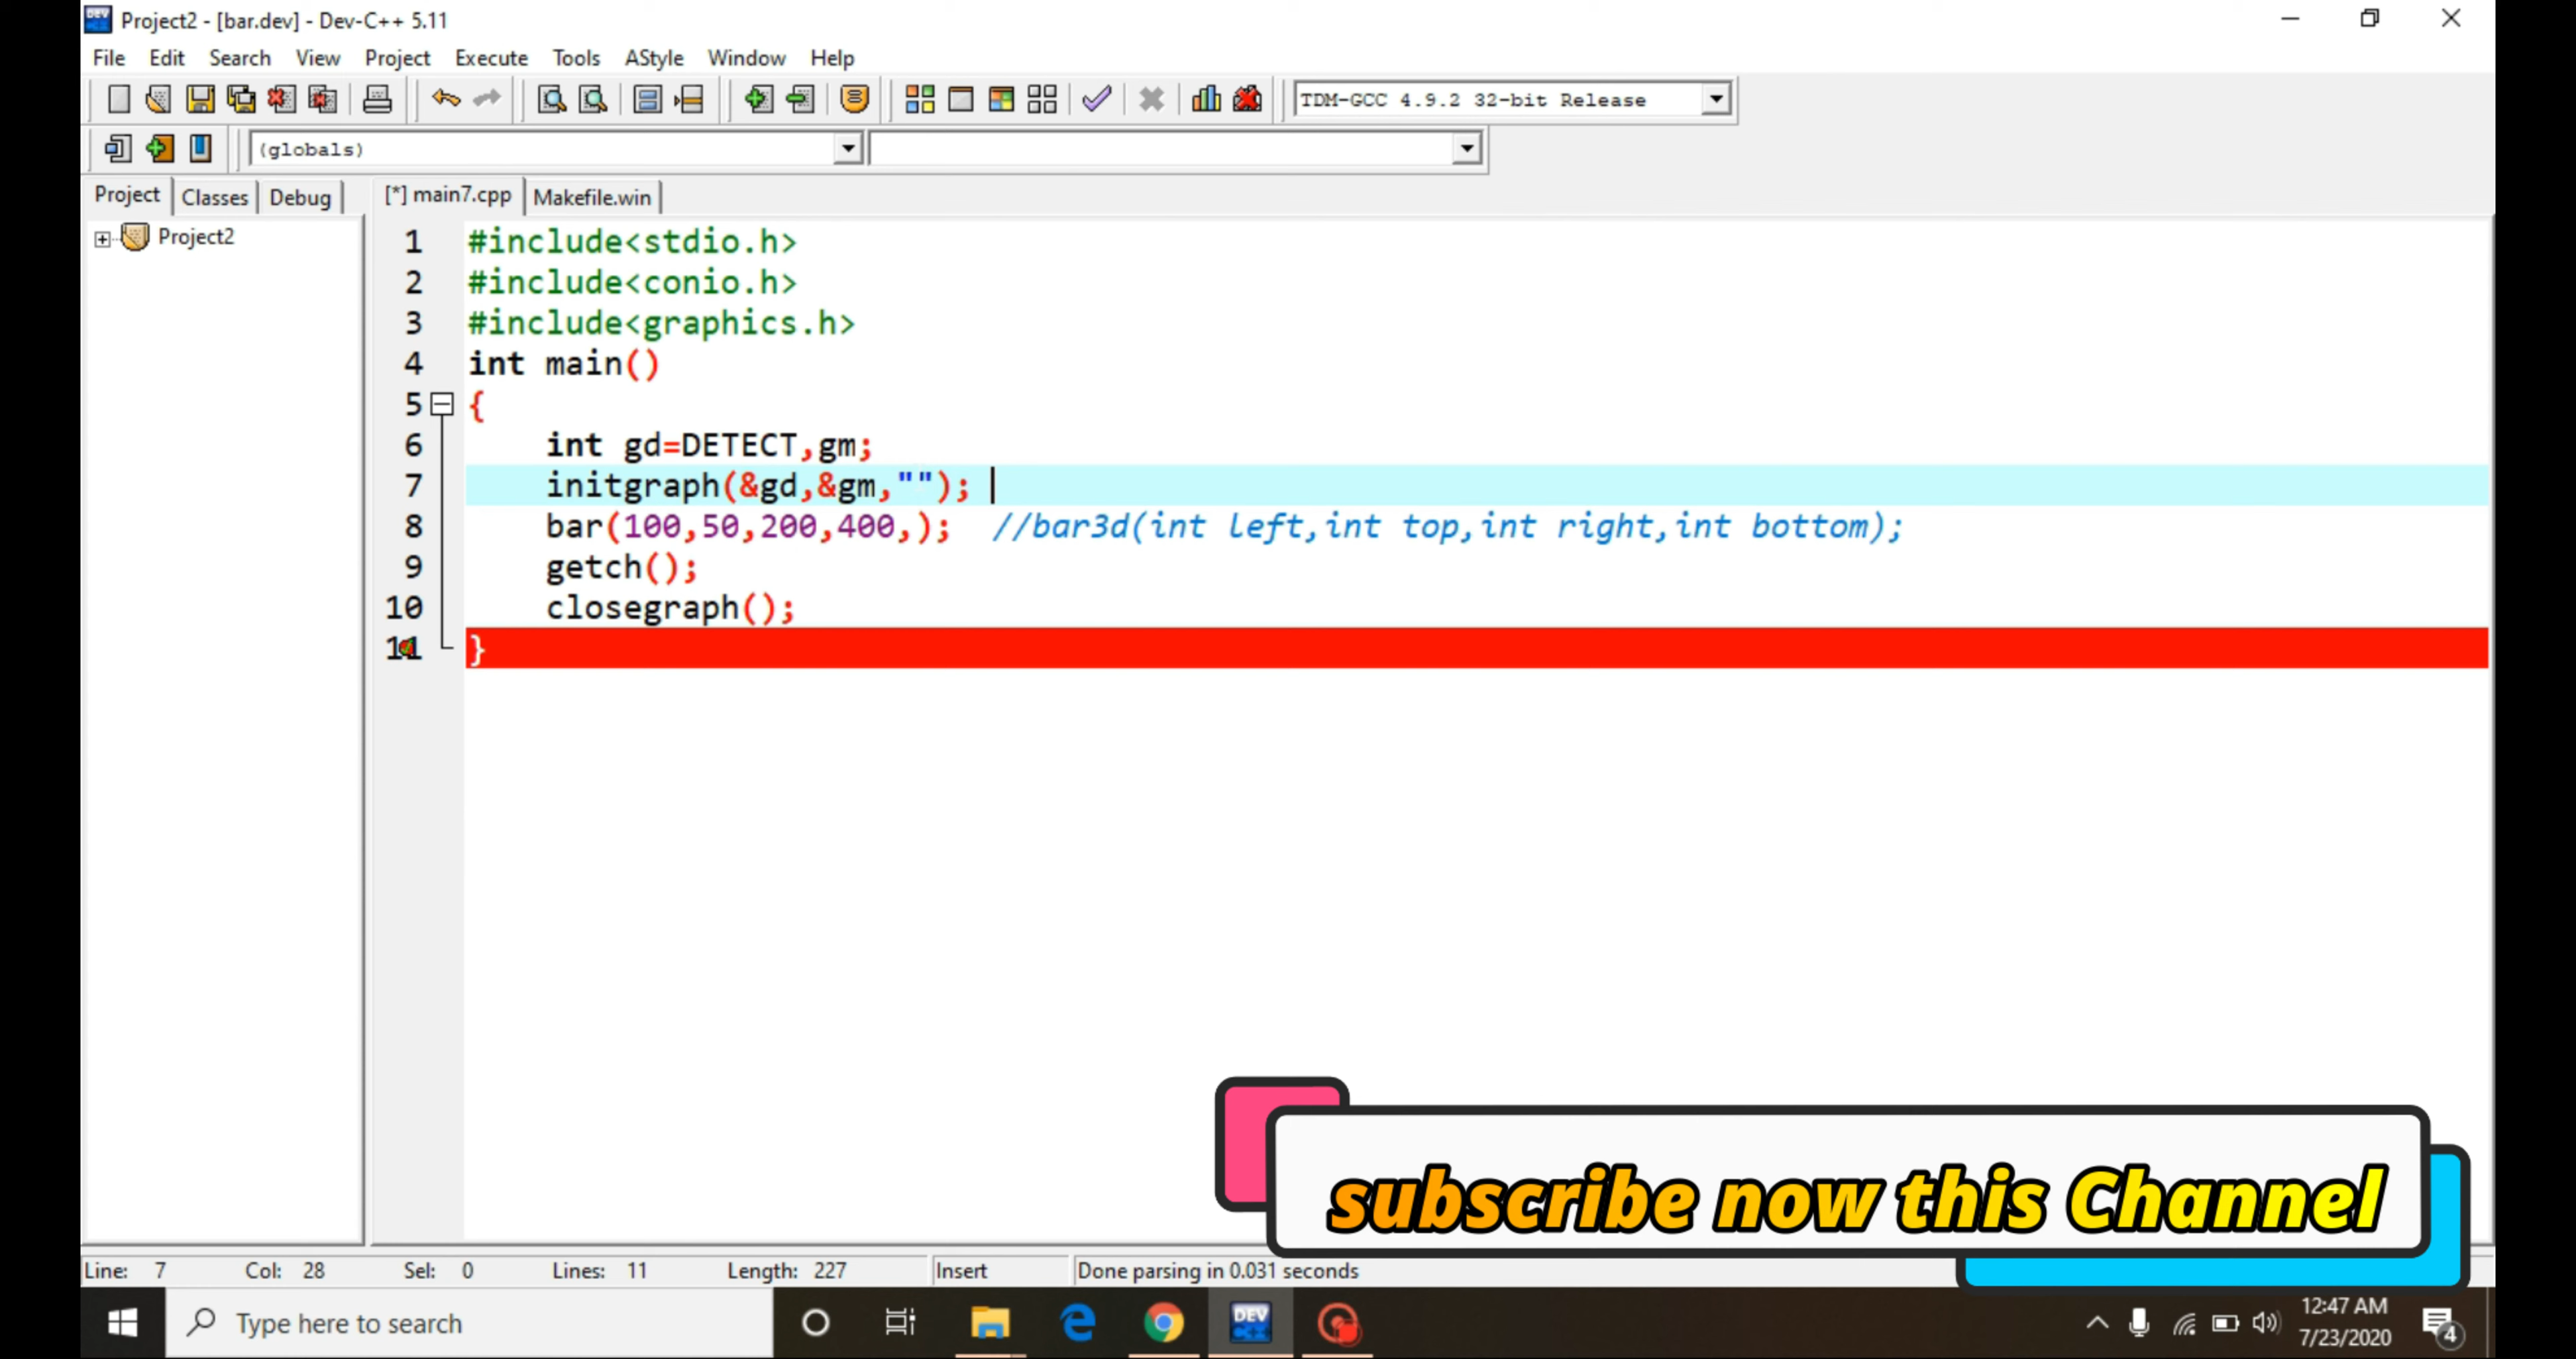 Project2 - [bar.dev] - Dev-C++ 5.11
File Edit Search View Project Execute Tools AStyle Window Help
TDM-GCC 4.9.2 32-bit Release
(globals)
Project Classes Debug [*] main7.cpp Makefile.win
Project2
1 #include<stdio.h>
2 #include<conio.h>
3 #include<graphics.h>
4 int main()
5 {
6 int gd=DETECT,gm;
7 initgraph(&gd,&gm,"");
8 bar(100,50,200,400,); //bar3d(int left,int top,int right,int bottom);
9 getch();
10 closegraph();
11 }
subscribe now this Channel
Line: 7 Col: 28 Sel: 0 Lines: 11 Length: 227 Insert Done parsing in 0.031 seconds
Type here to search
DEV C++
12:47 AM
7/23/2020
4